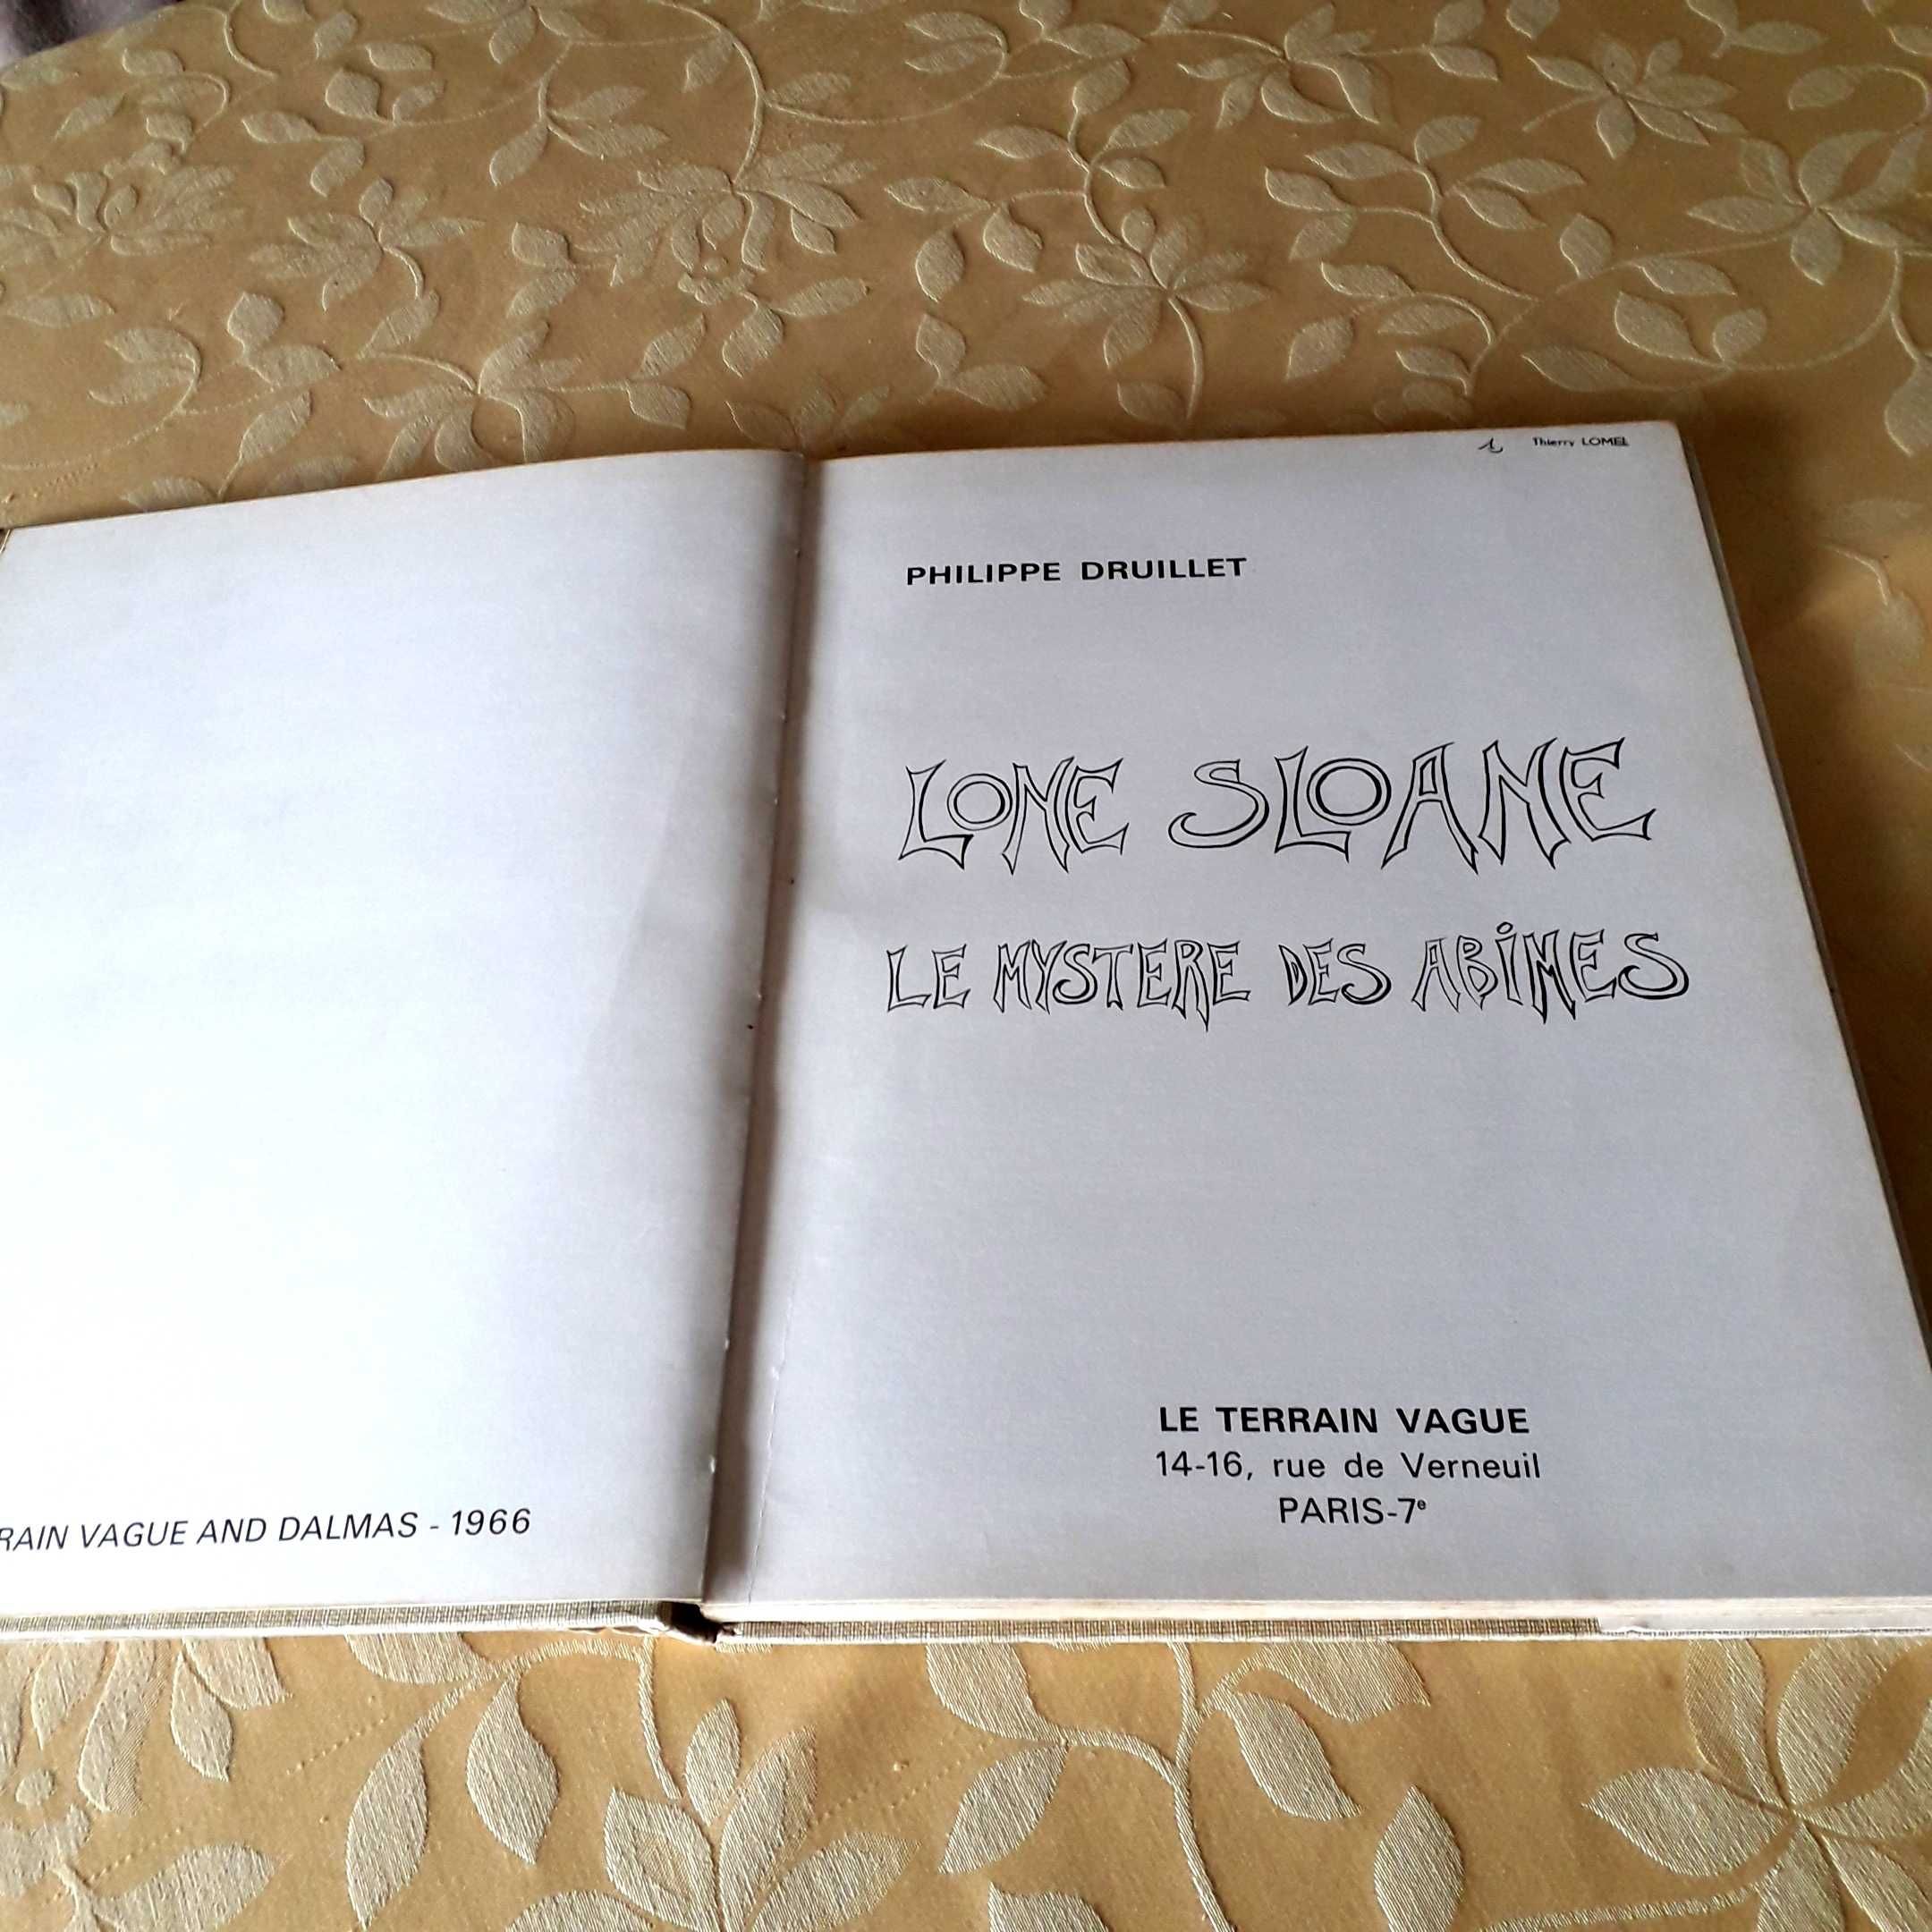 RAIN VAGUE AND DALMAS - 1966
Thierry LOMEL
PHILIPPE DRUILLET
LONE SLOANE
LE MYSTERE DES ABÎMES
LE TERRAIN VAGUE
14-16, rue de Verneuil
PARIS-7e